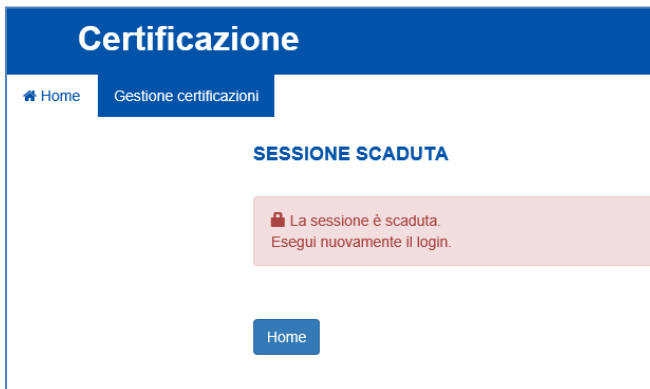 Certificazione
Home
Gestione certificazioni
SESSIONE SCADUTA
La sessione è scaduta.
Esegui nuovamente il login.
Home